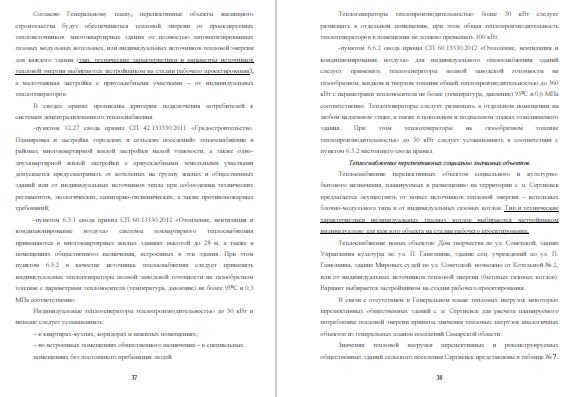 Согласно Генеральному плану, перспективные объекты жилищного
строительства будут обеспечиваться тепловой энергией от проектируемых
теплоисточников: многоквартирные здания от полностью автоматизированных
газовых модульных котельных, или индивидуальных источников тепловой энергии
для каждого здания (тип, технические характеристики и параметры источников
тепловой энергии выбираются застройщиком на стадии рабочего проектирования),
а малоэтажная застройка с приусадебными участками – от индивидуальных
теплогенераторов.
В сводах правил прописаны критерии подключения потребителей к
системам децентрализованного теплоснабжения:
-пунктом 12.27 свода правил СП 42.13330.2011 «Градостроительство.
Планировка и застройка городских и сельских поселений» теплоснабжение в
районах многоквартирной жилой застройки малой этажности, а также одно-
двухквартирной жилой застройки с приусадебными земельными участками
допускается предусматривать от котельных на группу жилых и общественных
зданий или от индивидуальных источников тепла при соблюдении технических
регламентов, экологических, санитарно-гигиенических, а также противопожарных
требований;
-пунктом 6.5.1 свода правил СП 60.13330.2012 «Отопление, вентиляция и
кондиционирование воздуха» системы поквартирного теплоснабжения
применяются в многоквартирных жилых зданиях высотой до 28 м, а также в
помещениях общественного назначения, встроенных в эти здания. При этом
пунктом 6.5.2 в качестве источника теплоснабжения следует применять
индивидуальные теплогенераторы полной заводской готовности на газообразном
топливе с параметрами теплоносителя (температура, давление) не более 95ºС и 0,3
МПа соответственно.
Индивидуальные теплогенераторы теплопроизводительностью до 50 кВт и
меньше следует устанавливать:
– в квартирах-кухнях, коридорах и нежилых помещениях;
– во встроенных помещениях общественного назначения – в специальных
помещениях без постоянного пребывания людей.
37
Теплогенераторы теплопроизводительностью более 50 кВт следует
размещать в отдельном помещении, при этом общая теплопроизводительность
теплогенераторов в помещении не должно превышать 100 кВт.
-пунктом 6.6.2 свода правил СП 60.13330.2012 «Отопление, вентиляция и
кондиционирование воздуха» для индивидуального теплоснабжения зданий
следует применять теплогенераторы полной заводской готовности на
газообразном, жидком и твердом топливе общей теплопроизводительностью до 360
кВт с параметрами теплоносителя не более (температура, давление) 95ºС и 0,6 МПа
соответственно. Теплогенераторы следует размещать в отдельном помещении на
любом надземном этаже, а также в цокольном и подвальном этажах отапливаемого
здания. При этом теплогенераторы на газообразном топливе
теплопроизводительностью до 50 кВт следует устанавливать в соответствии с
пунктом 6.5.2 настоящего свода правил.
Теплоснабжение перспективных социально значимых объектов
Теплоснабжение перспективных объектов социального и культурно-
бытового назначения, планируемых к размещению на территории с. п. Сергиевск
предлагается осуществить от новых источников тепловой энергии – котельных
блочно-модульного типа и от индивидуальных газовых котлов. Тип и технические
характеристики индивидуальных газовых котлов выбираются застройщиком
индивидуально для каждого объекта на стадии рабочего проектирования.
Теплоснабжение новых объектов: Дом творчества по ул. Советской, здание
Управления культуры по ул. П. Ганюшина, здание соц. учреждений по ул. П.
Ганюшина, здание Мировых судей по ул. Советской, возможно от Котельной № 2,
или от индивидуальных источников тепловой энергии (бытовых газовых котлов).
Вариант выбирается застройщиком на стадии рабочего проектирования.
В связи с отсутствием в Генеральном плане тепловых нагрузок некоторых
перспективных общественных зданий с. п. Сергиевск для расчета планируемого
потребления тепловой энергии приняты значения тепловых нагрузок аналогичных
объектов по генеральным планам поселений Самарской области.
Значения тепловой нагрузки перспективных и реконструируемых
общественных зданий сельского поселения Сергиевск представлены в таблице № 7.
38